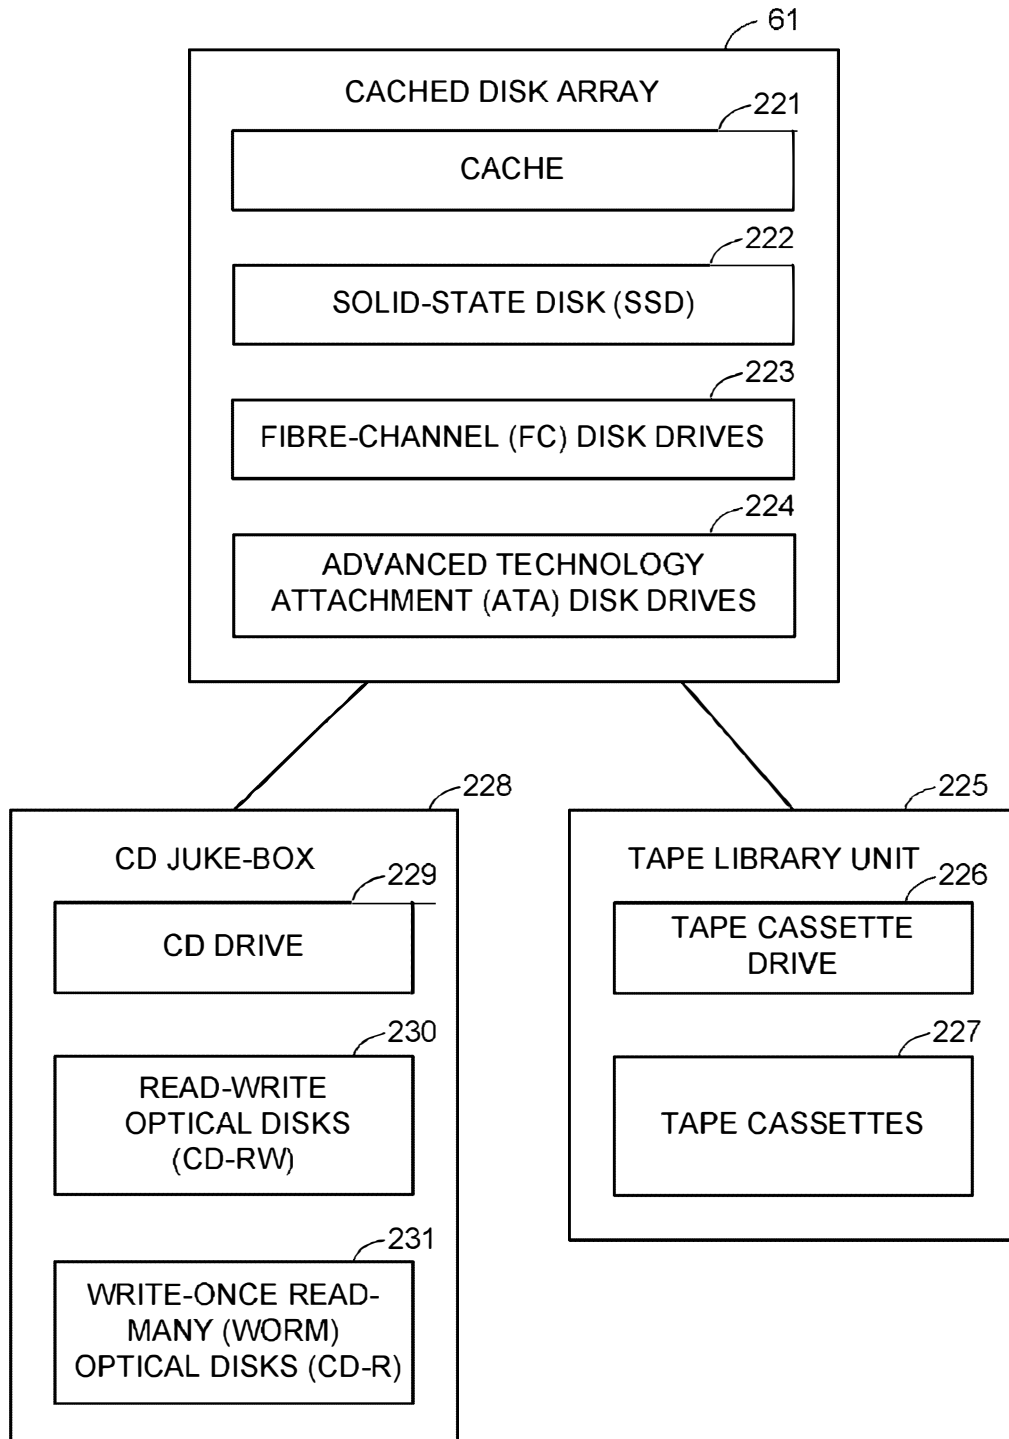 61
CACHED DISK ARRAY
221
CACHE
222
SOLID-STATE DISK (SSD)
223
FIBRE-CHANNEL (FC) DISK DRIVES
224
ADVANCED TECHNOLOGY
ATTACHMENT (ATA) DISK DRIVES
228
CD JUKE-BOX
229
CD DRIVE
230
READ-WRITE
OPTICAL DISKS
(CD-RW)
231
WRITE-ONCE READ-
MANY (WORM)
OPTICAL DISKS (CD-R)
225
TAPE LIBRARY UNIT
226
TAPE CASSETTE
DRIVE
227
TAPE CASSETTES